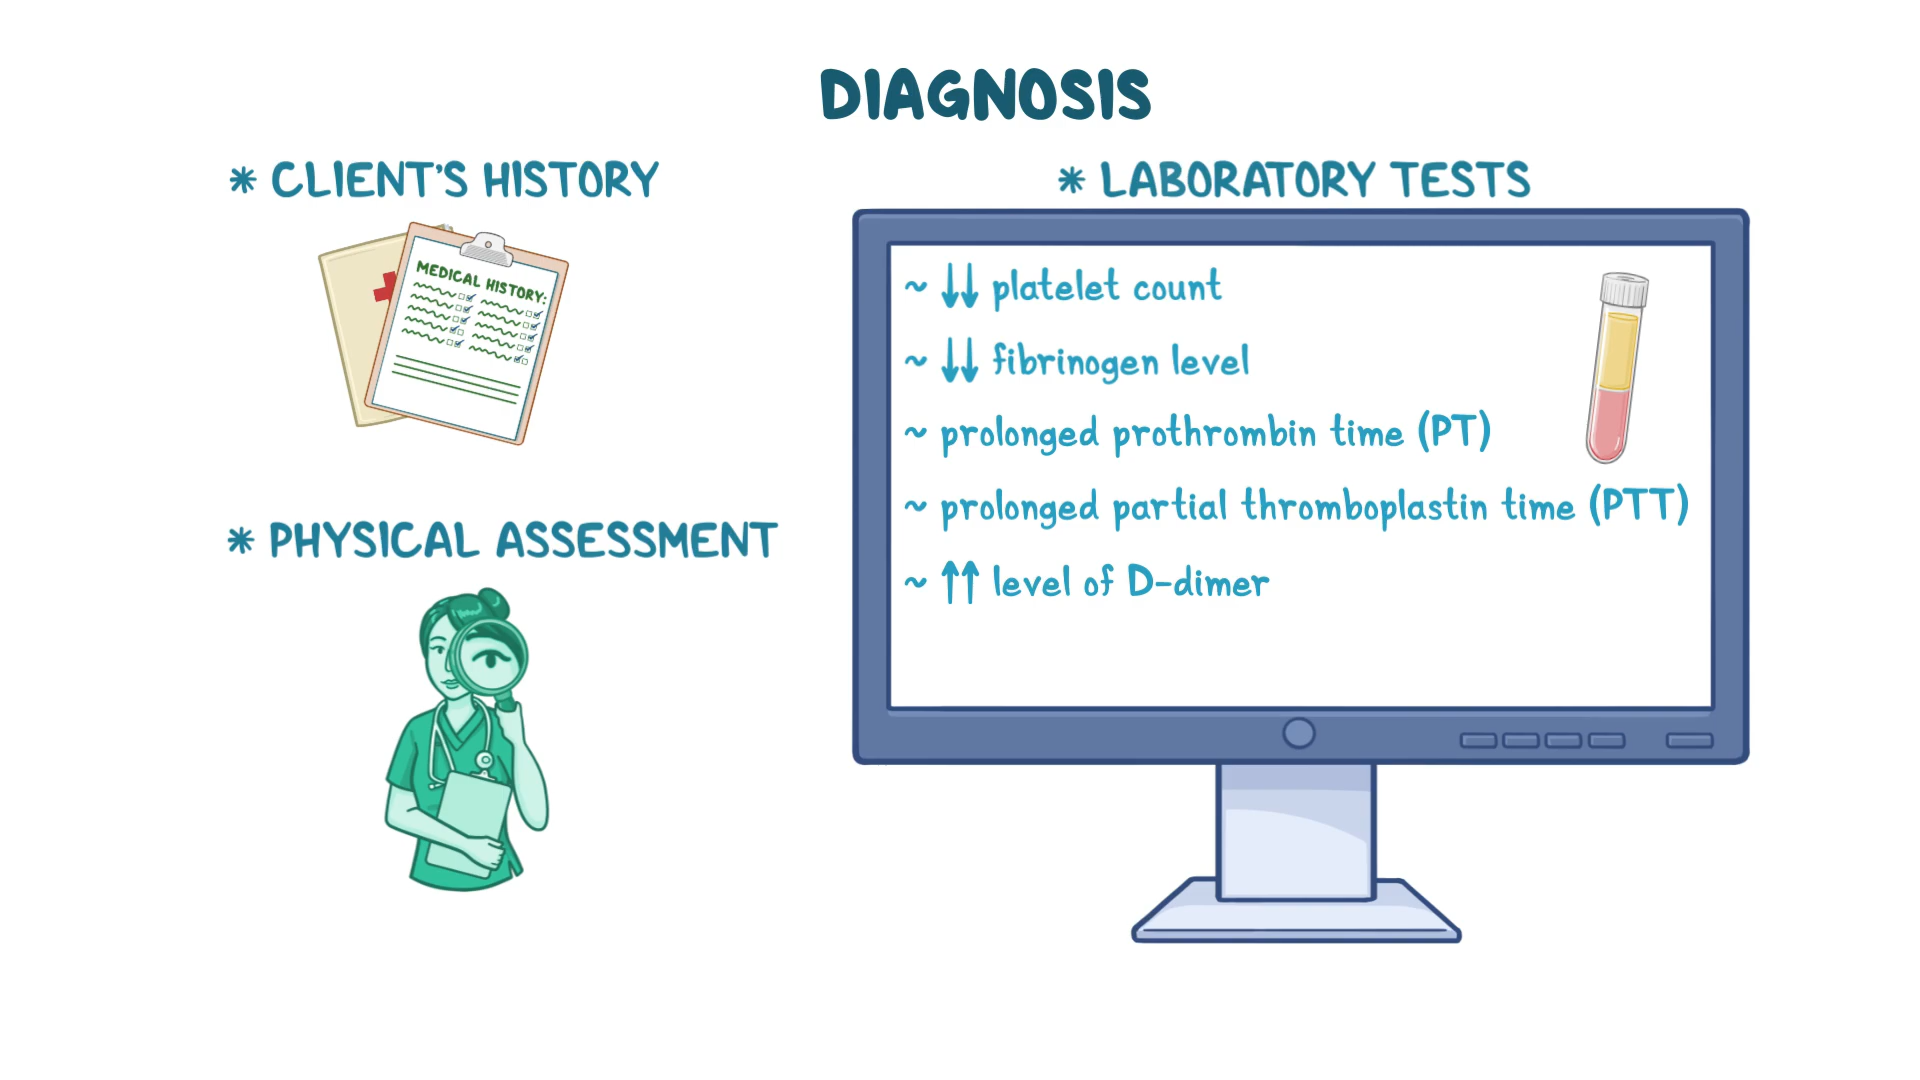 DIAGNOSIS
* CLIENT'S HISTORY
MEDICAL HISTORY:
* PHYSICAL ASSESSMENT
* LABORATORY TESTS
~ ↓↓ platelet count
~ ↓↓ fibrinogen level
~ prolonged prothrombin time (PT)
~ prolonged partial thromboplastin time (PTT)
~ ↑↑ level of D-dimer